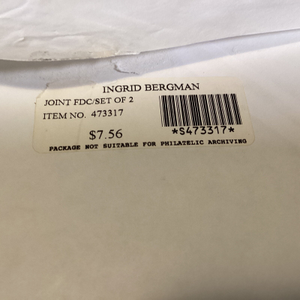 INGRID BERGMAN
JOINT FDC/SET OF 2
ITEM NO. 473317
$7.56
*S473317*
PACKAGE NOT SUITABLE FOR PHILATELIC ARCHIVING